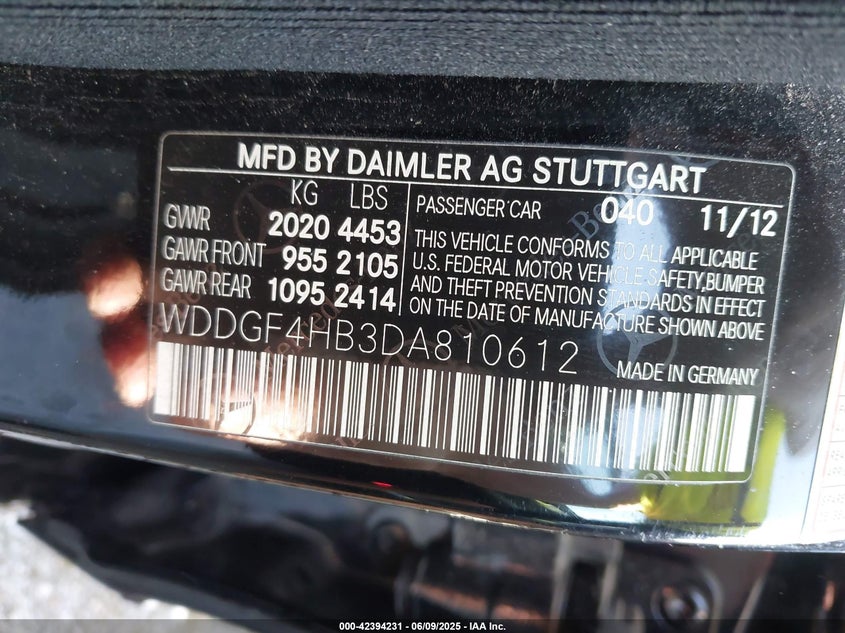 MFD BY DAIMLER AG STUTTGART
KG LBS
GVWR 2020 4453
GAWR FRONT 955 2105
GAWR REAR 1095 2414
PASSENGER CAR 040 11/12
THIS VEHICLE CONFORMS TO ALL APPLICABLE
U.S. FEDERAL MOTOR VEHICLE SAFETY, BUMPER
AND THEFT PREVENTION STANDARDS IN EFFECT
ON THE DATE OF MANUFACTURE SHOWN ABOVE
WDDGF4HB3DA810612
MADE IN GERMANY
000-42394231 - 06/09/2025 - IAA Inc.